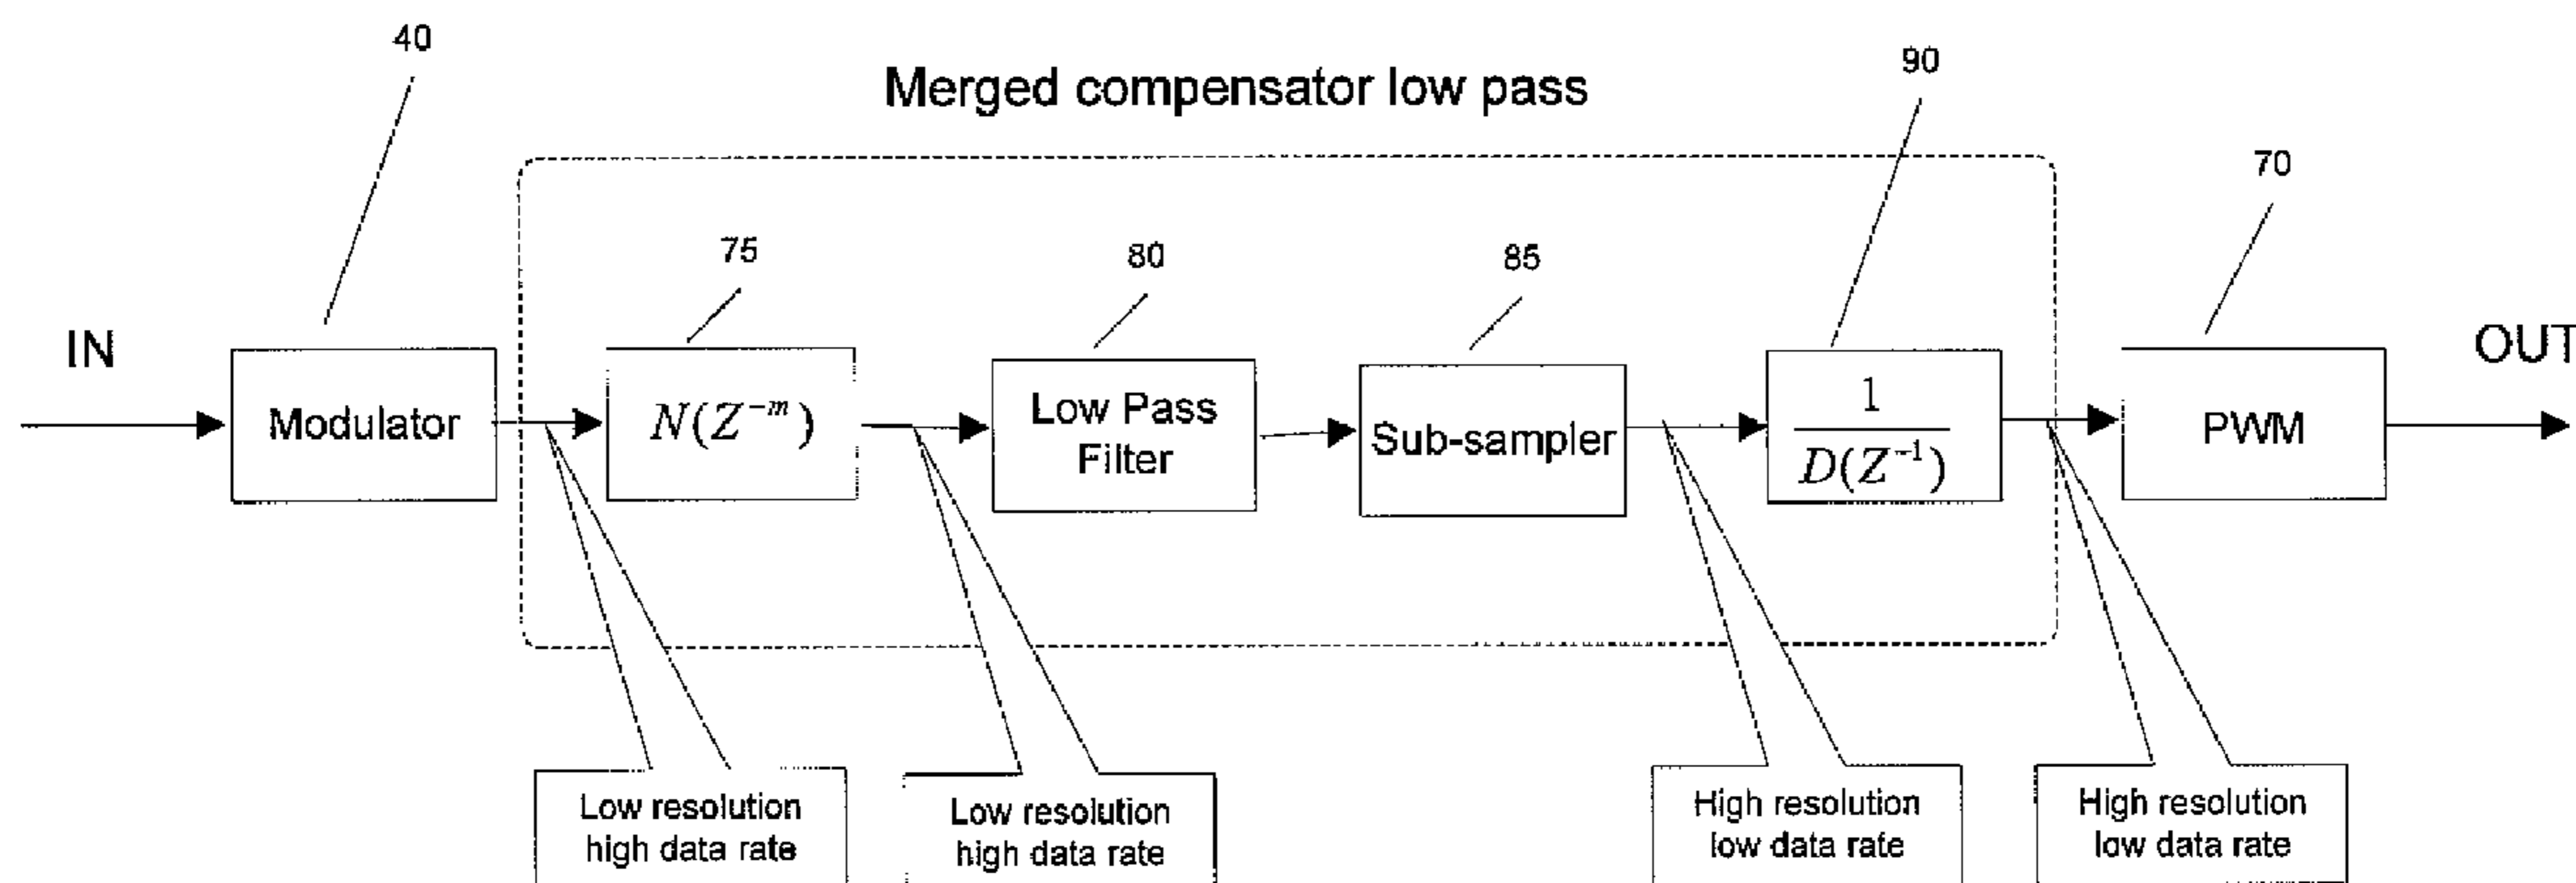 40
90
Merged compensator low pass
70
75
80
85
IN
OUT
Modulator
N(Z^{-m})
Low Pass
Filter
Sub-sampler
1
D(Z^{-1})
PWM
Low resolution
high data rate
Low resolution
high data rate
High resolution
low data rate
High resolution
low data rate